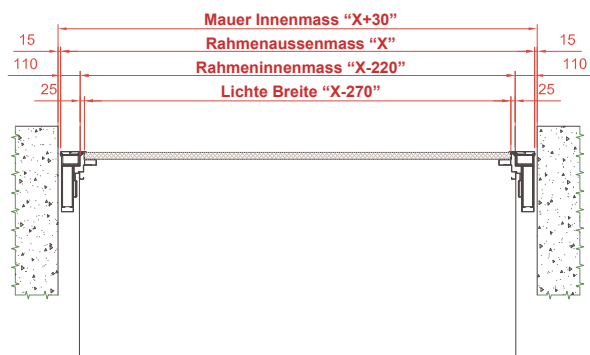 Mauer Innenmass “X+30”
15 Rahmenaussenmass “X” 15
110 Rahmeninnenmass “X-220” 110
25 Lichte Breite “X-270” 25